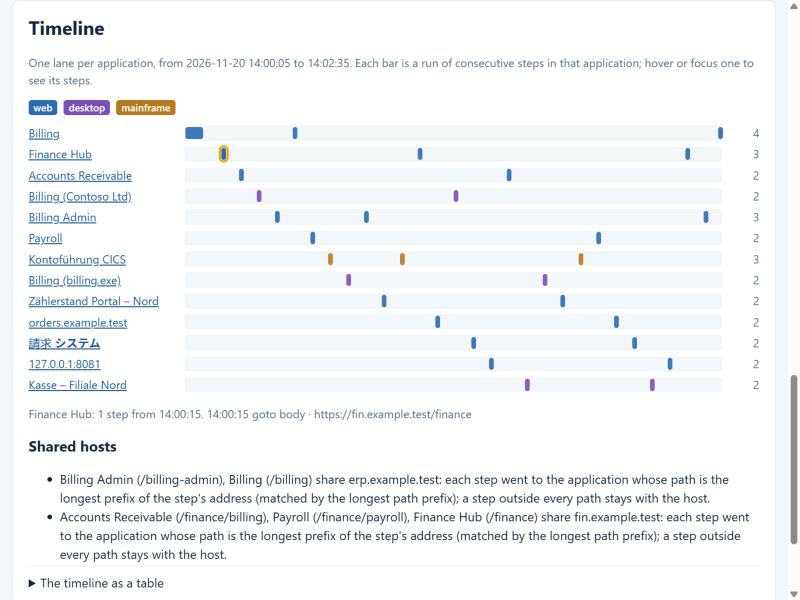 Timeline
One lane per application, from 2026-11-20 14:00:05 to 14:02:35. Each bar is a run of consecutive steps in that application; hover or focus one to
see its steps.
web desktop mainframe
Billing 4
Finance Hub 3
Accounts Receivable 2
Billing (Contoso Ltd) 2
Billing Admin 3
Payroll 2
Kontoführung CICS 3
Billing (billing.exe) 2
Zählerstand Portal – Nord 2
orders.example.test 2
請求 システム 2
127.0.0.1:8081 2
Kasse – Filiale Nord 2
Finance Hub: 1 step from 14:00:15. 14:00:15 goto body · https://fin.example.test/finance
Shared hosts
Billing Admin (/billing-admin), Billing (/billing) share erp.example.test: each step went to the application whose path is the
longest prefix of the step's address (matched by the longest path prefix); a step outside every path stays with the host.
Accounts Receivable (/finance/billing), Payroll (/finance/payroll), Finance Hub (/finance) share fin.example.test: each step went
to the application whose path is the longest prefix of the step's address (matched by the longest path prefix); a step outside
every path stays with the host.
The timeline as a table